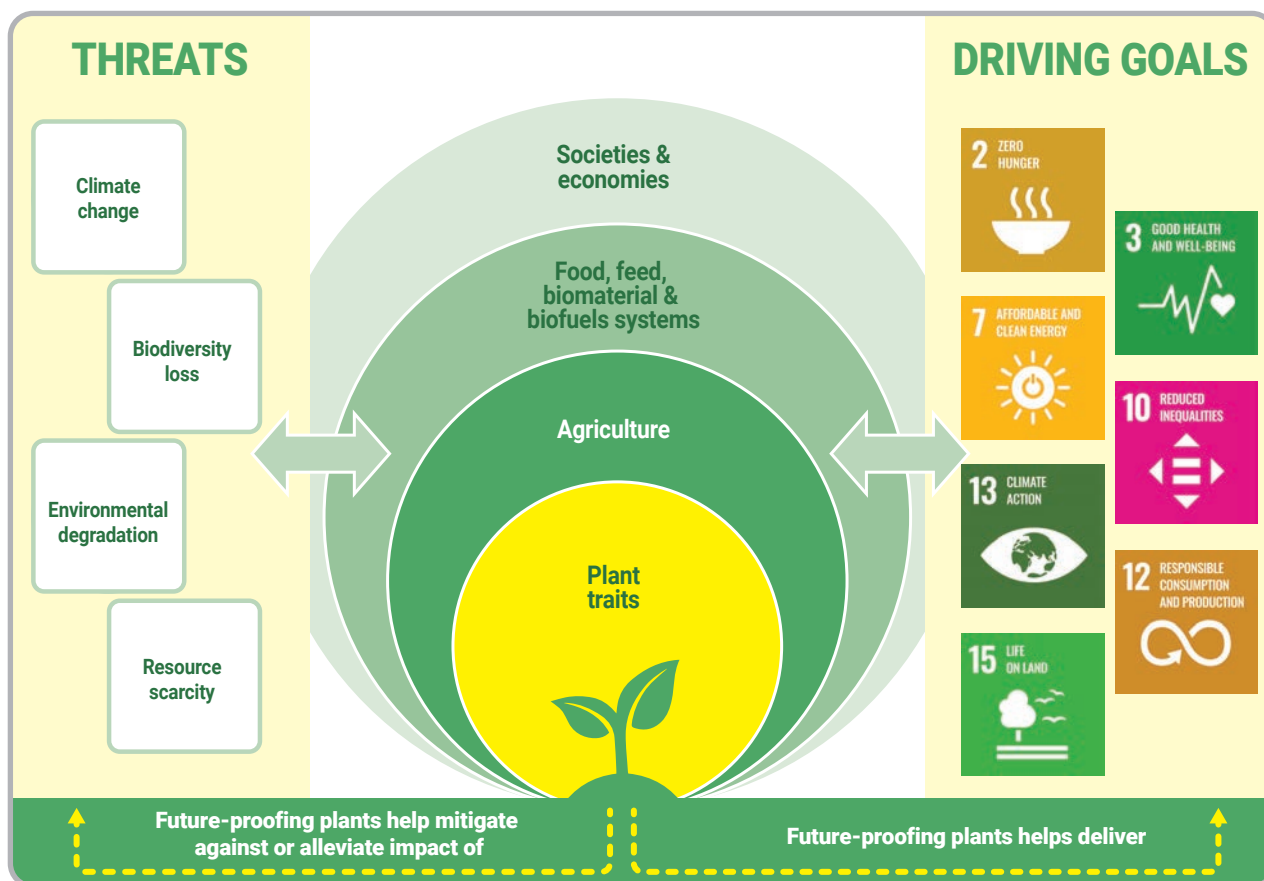 THREATS
Climate
change
Biodiversity
loss
Environmental
degradation
Resource
scarcity
Societies &
economies
Food, feed,
biomaterial &
biofuels systems
Agriculture
Plant
traits
DRIVING GOALS
2 ZERO
HUNGER
3 GOOD HEALTH
AND WELL-BEING
7 AFFORDABLE AND
CLEAN ENERGY
10 REDUCED
INEQUALITIES
13 CLIMATE
ACTION
12 RESPONSIBLE
CONSUMPTION
AND PRODUCTION
15 LIFE
ON LAND
Future-proofing plants help mitigate
against or alleviate impact of
Future-proofing plants helps deliver